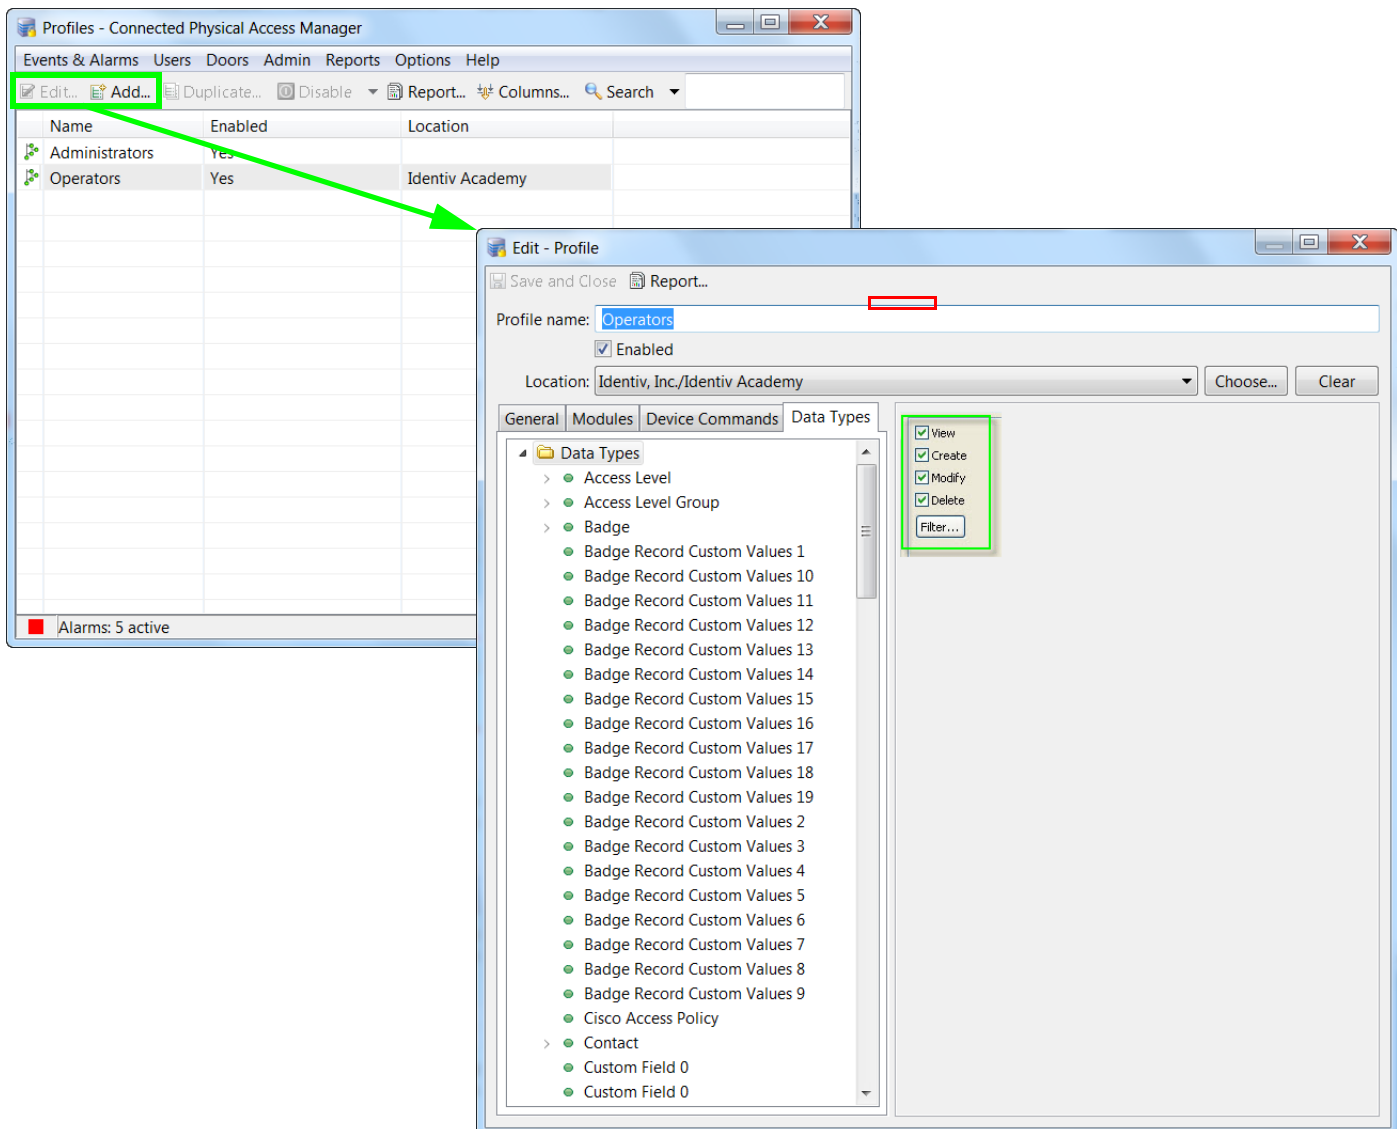 Profiles - Connected Physical Access Manager
Events & Alarms Users Doors Admin Reports Options Help
Edit... Add... Duplicate... Disable Report... Columns... Search
Name Enabled Location
Administrators Yes
Operators Yes Identiv Academy
Alarms: 5 active
Edit - Profile
Save and Close Report...
Profile name: Operators
Enabled
Location: Identiv, Inc./Identiv Academy Choose... Clear
General Modules Device Commands Data Types
Data Types
Access Level
Access Level Group
Badge
Badge Record Custom Values 1
Badge Record Custom Values 10
Badge Record Custom Values 11
Badge Record Custom Values 12
Badge Record Custom Values 13
Badge Record Custom Values 14
Badge Record Custom Values 15
Badge Record Custom Values 16
Badge Record Custom Values 17
Badge Record Custom Values 18
Badge Record Custom Values 19
Badge Record Custom Values 2
Badge Record Custom Values 3
Badge Record Custom Values 4
Badge Record Custom Values 5
Badge Record Custom Values 6
Badge Record Custom Values 7
Badge Record Custom Values 8
Badge Record Custom Values 9
Cisco Access Policy
Contact
Custom Field 0
Custom Field 0
View
Create
Modify
Delete
Filter...